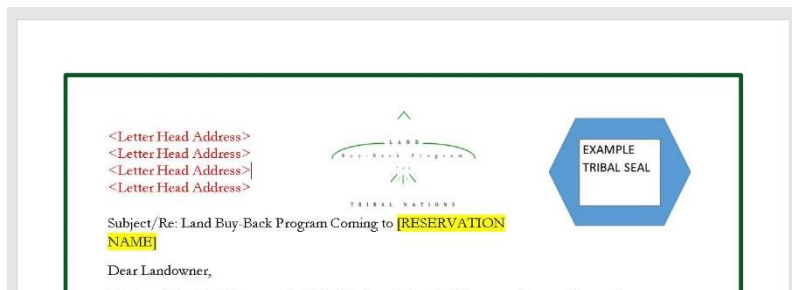 <Letter Head Address>
<Letter Head Address>
<Letter Head Address>
<Letter Head Address>
LAND
Buy-Back Program
for
TRIBAL NATIONS
EXAMPLE
TRIBAL SEAL
Subject/Re: Land Buy-Back Program Coming to [RESERVATION
NAME]
Dear Landowner,